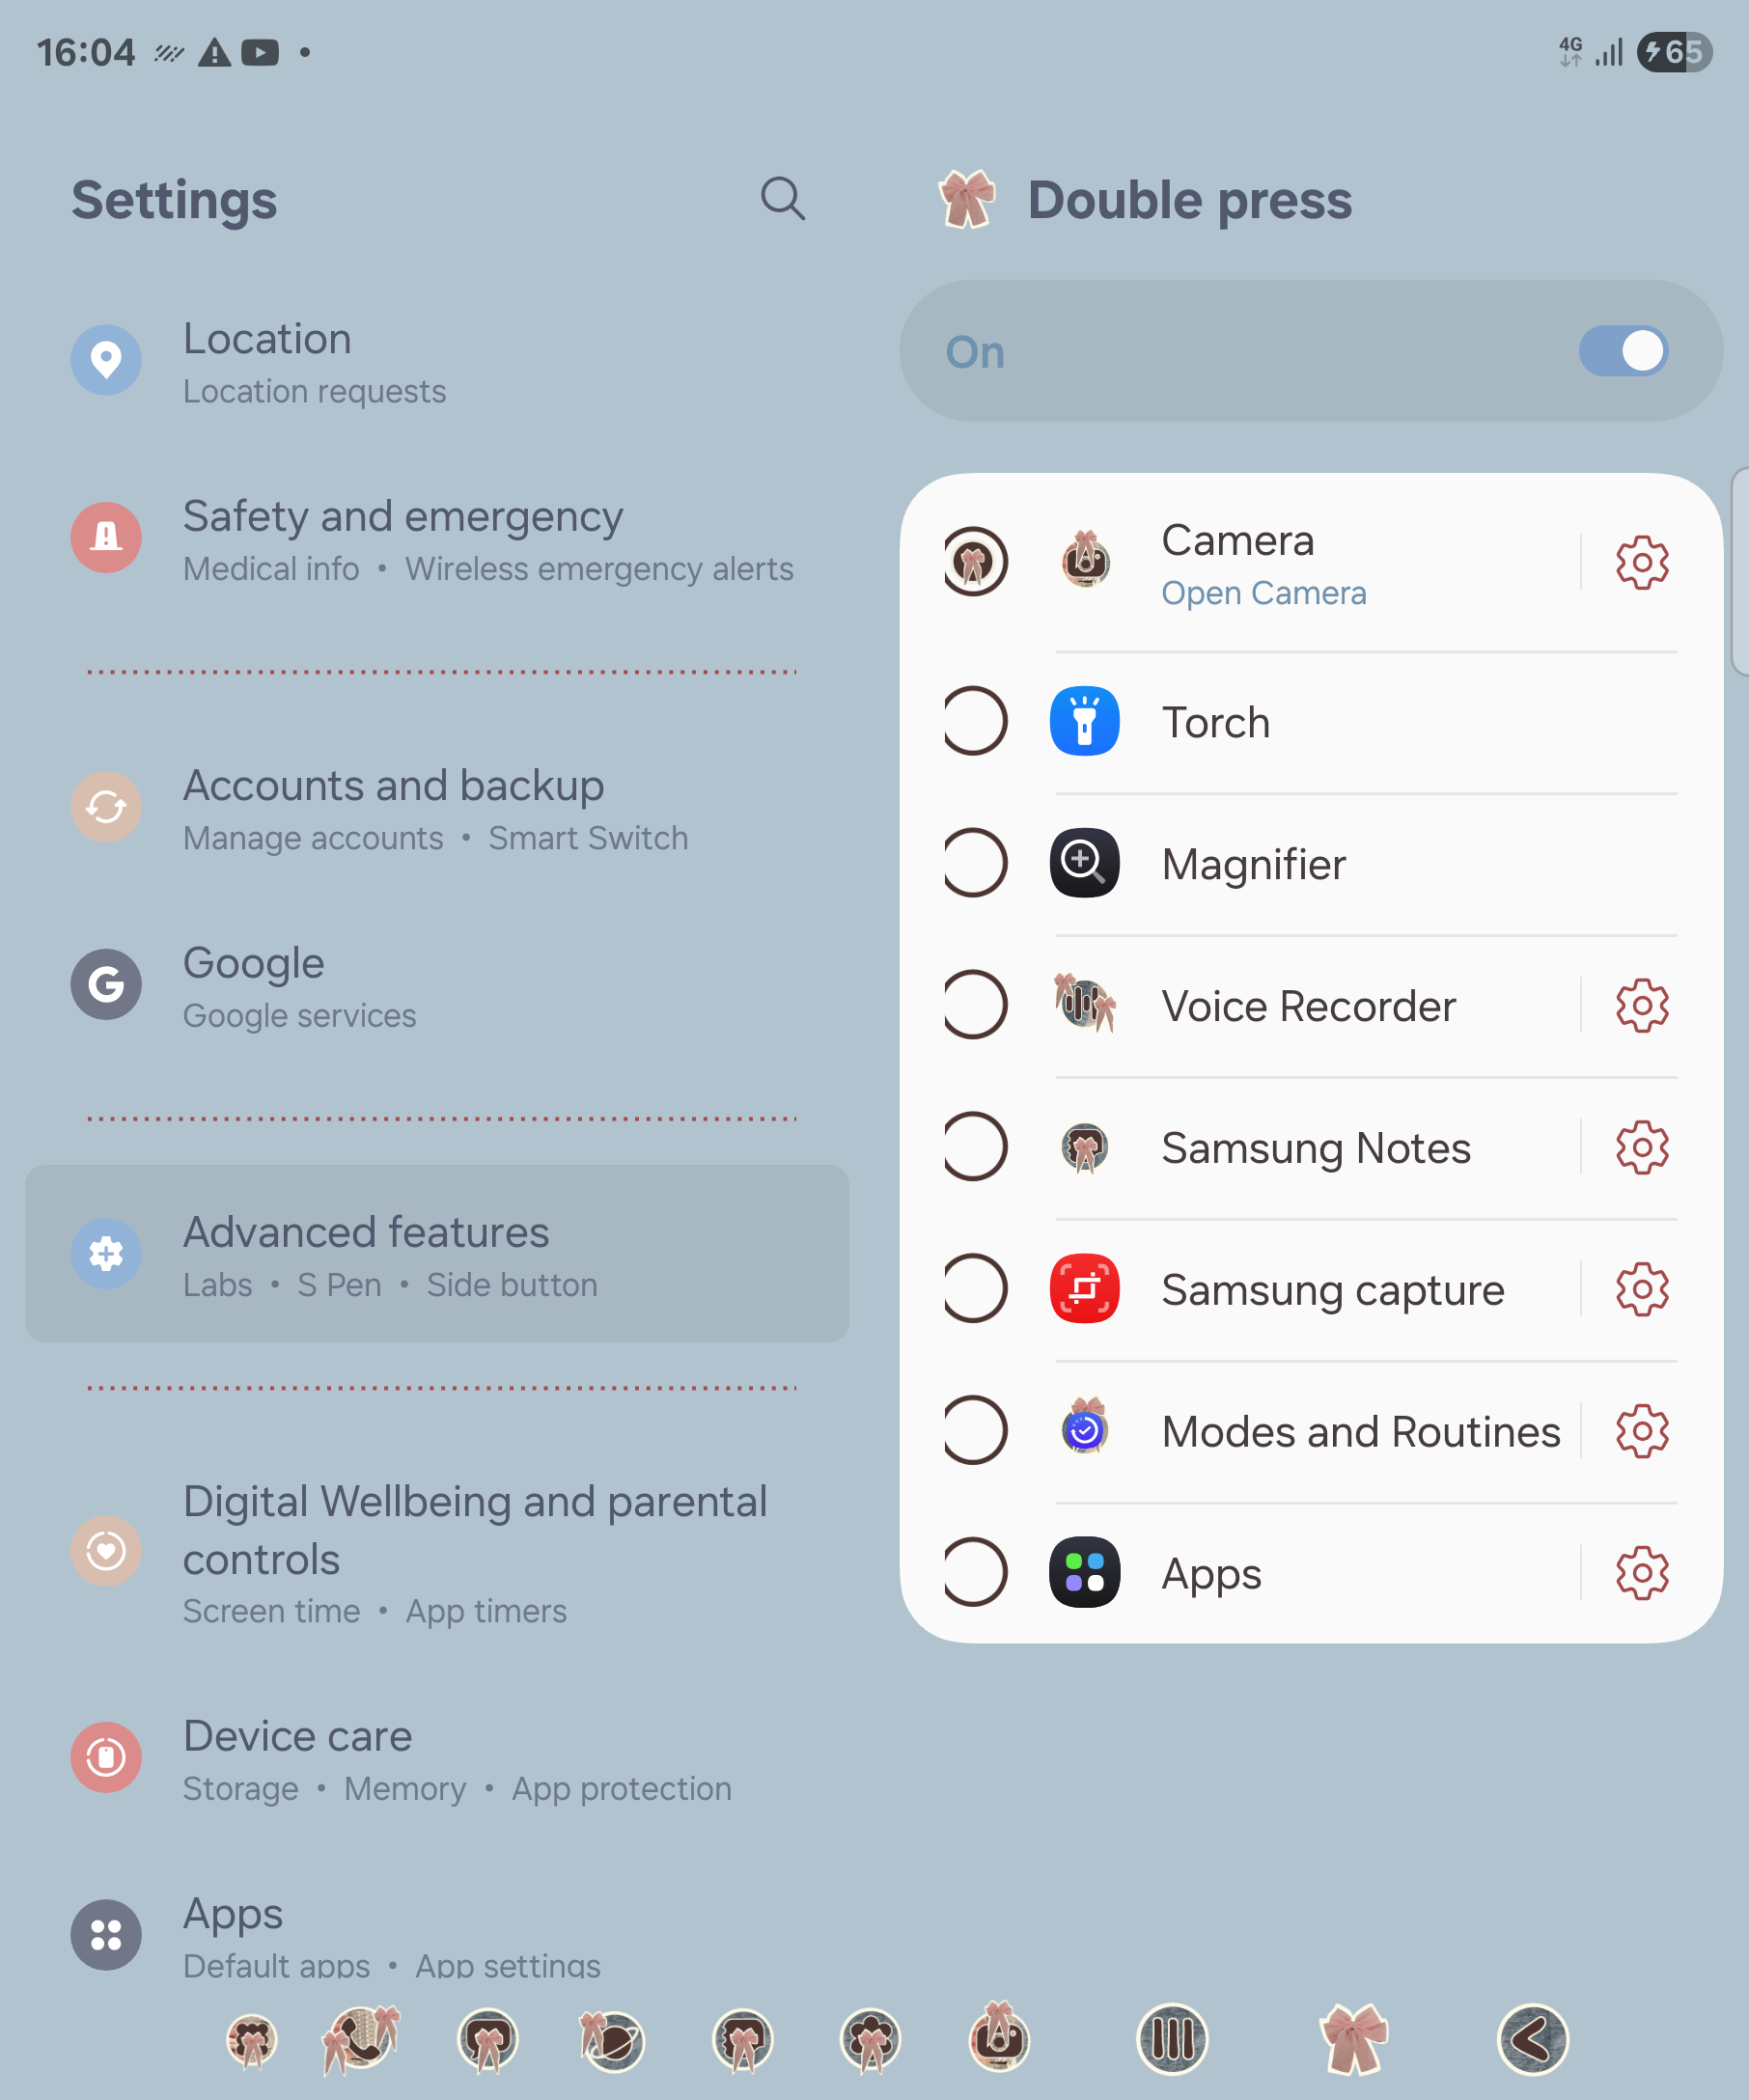 16:04
4G
65
Settings
Location
Location requests
Safety and emergency
Medical info • Wireless emergency alerts
Accounts and backup
Manage accounts • Smart Switch
Google
Google services
Advanced features
Labs • S Pen • Side button
Digital Wellbeing and parental
controls
Screen time • App timers
Device care
Storage • Memory • App protection
Apps
Default apps • App settings
Double press
On
Camera
Open Camera
Torch
Magnifier
Voice Recorder
Samsung Notes
Samsung capture
Modes and Routines
Apps